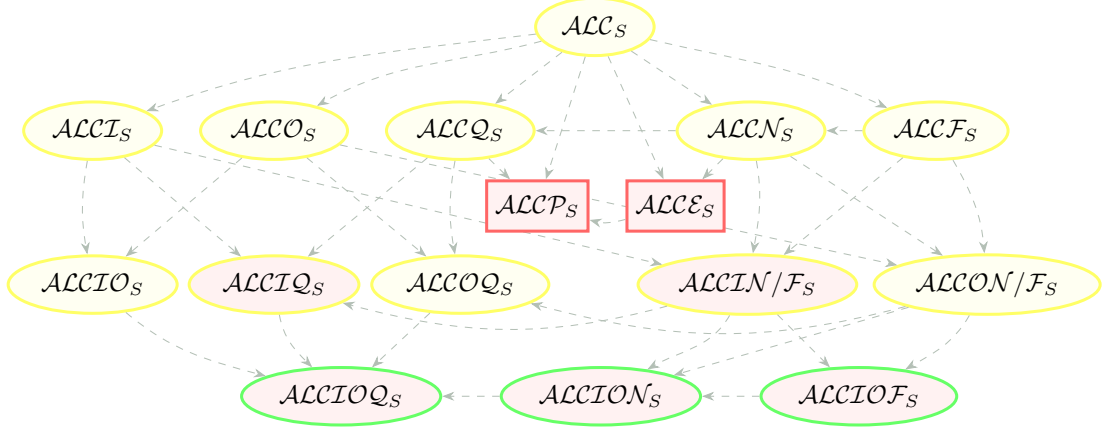 𝒜ℒ𝒞_S
𝒜ℒ𝒞ℐ_S 𝒜ℒ𝒞𝒪_S 𝒜ℒ𝒞𝒬_S 𝒜ℒ𝒞𝒩_S 𝒜ℒ𝒞ℱ_S
𝒜ℒ𝒞𝒫_S 𝒜ℒ𝒞ℰ_S
𝒜ℒ𝒞ℐ𝒪_S 𝒜ℒ𝒞ℐ𝒬_S 𝒜ℒ𝒞𝒪𝒬_S 𝒜ℒ𝒞ℐ𝒩/ℱ_S 𝒜ℒ𝒞𝒪𝒩/ℱ_S
𝒜ℒ𝒞ℐ𝒪𝒬_S 𝒜ℒ𝒞ℐ𝒪𝒩_S 𝒜ℒ𝒞ℐ𝒪ℱ_S